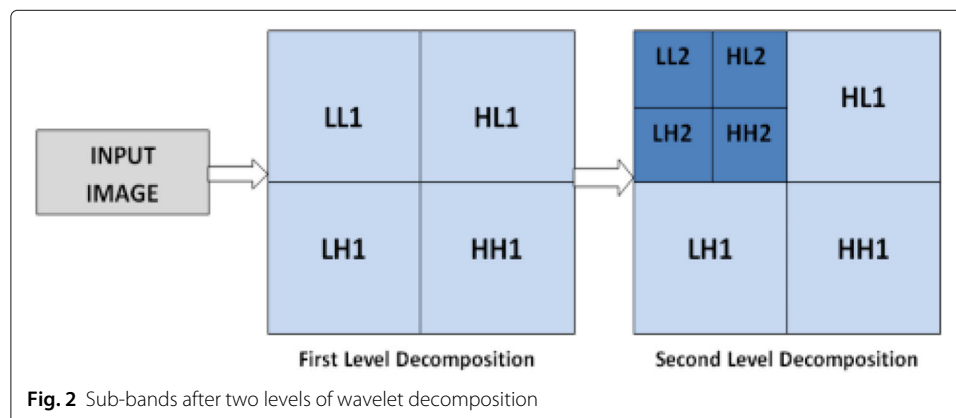 INPUT
IMAGE
LL1
HL1
LH1
HH1
First Level Decomposition
LL2
HL2
LH2
HH2
HL1
LH1
HH1
Second Level Decomposition
Fig. 2 Sub-bands after two levels of wavelet decomposition